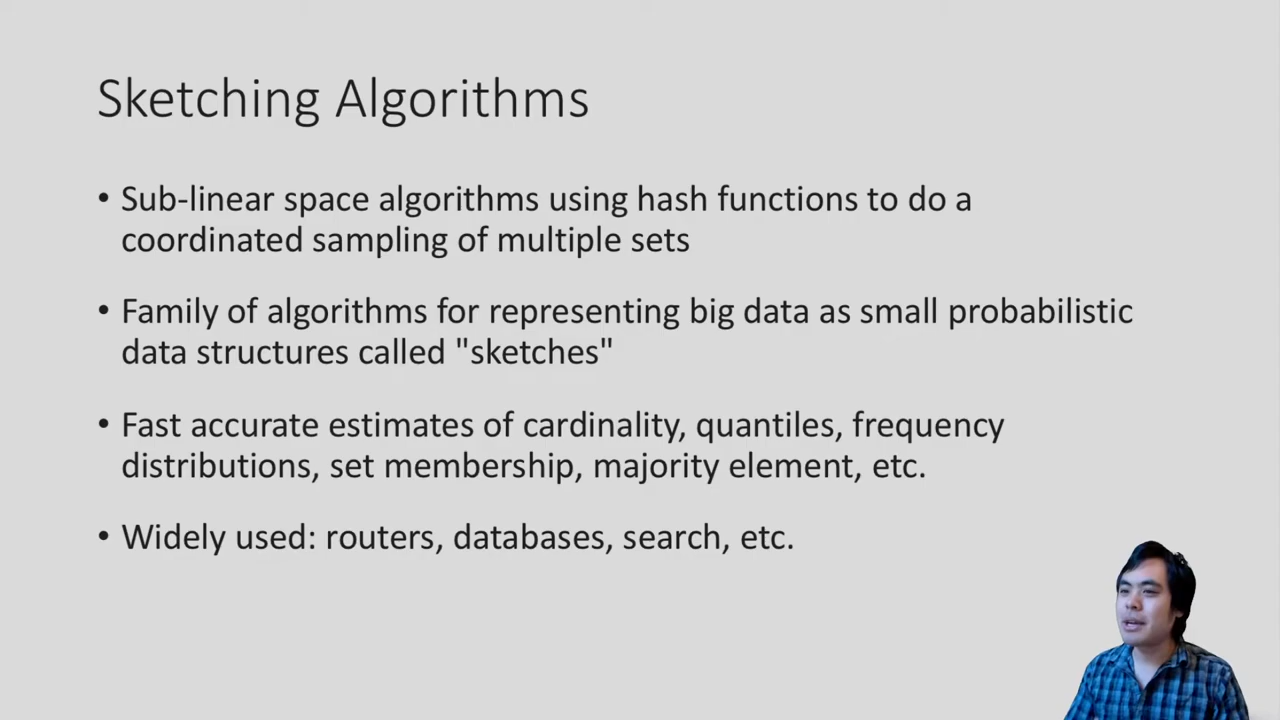 Sketching Algorithms
• Sub-linear space algorithms using hash functions to do a
coordinated sampling of multiple sets
• Family of algorithms for representing big data as small probabilistic
data structures called "sketches"
• Fast accurate estimates of cardinality, quantiles, frequency
distributions, set membership, majority element, etc.
• Widely used: routers, databases, search, etc.